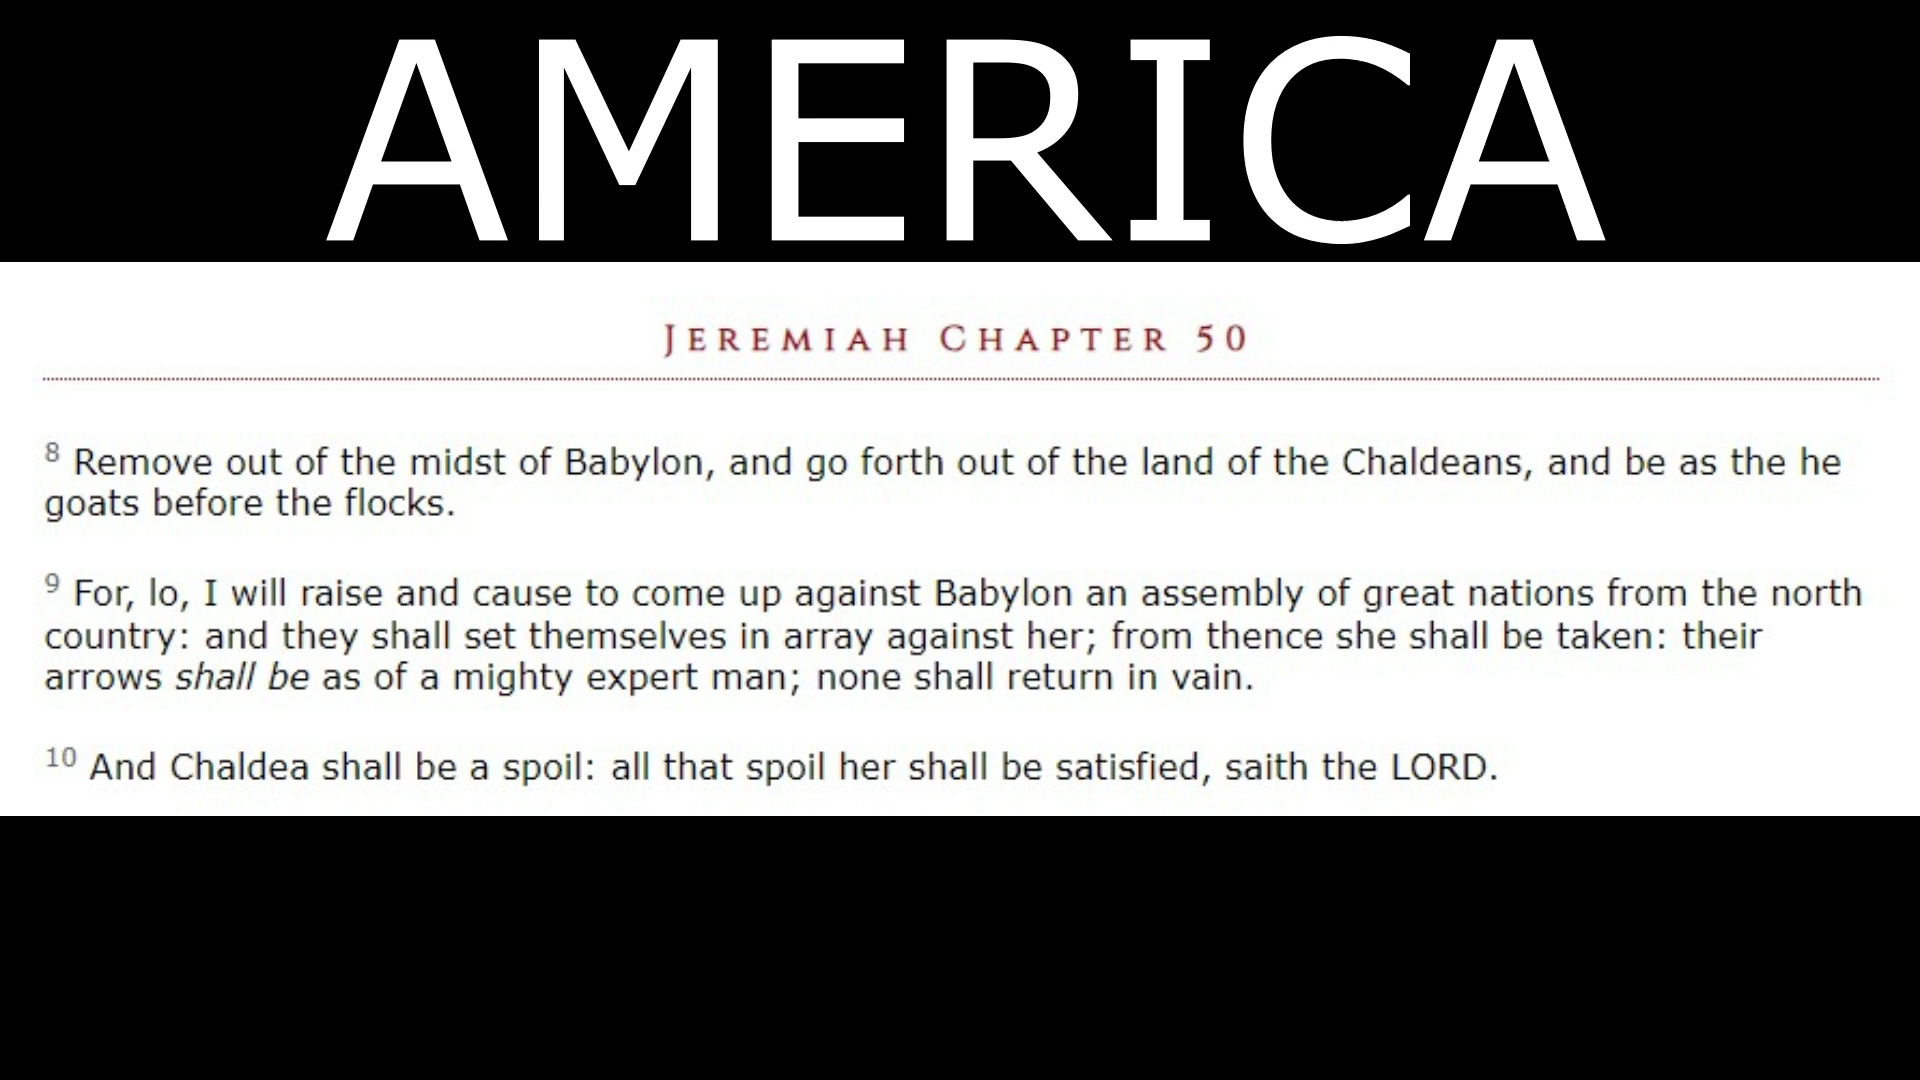 AMERICA
JEREMIAH CHAPTER 50
8 Remove out of the midst of Babylon, and go forth out of the land of the Chaldeans, and be as the he
goats before the flocks.
9 For, lo, I will raise and cause to come up against Babylon an assembly of great nations from the north
country: and they shall set themselves in array against her; from thence she shall be taken: their
arrows shall be as of a mighty expert man; none shall return in vain.
10 And Chaldea shall be a spoil: all that spoil her shall be satisfied, saith the LORD.